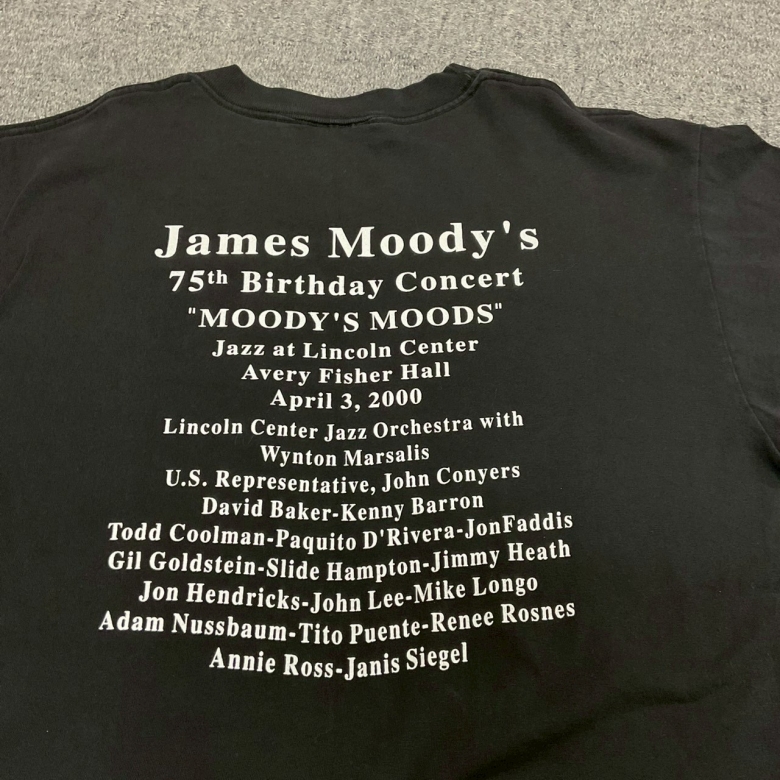 James Moody's
75th Birthday Concert
"MOODY'S MOODS"
Jazz at Lincoln Center
Avery Fisher Hall
April 3, 2000
Lincoln Center Jazz Orchestra with
Wynton Marsalis
U.S. Representative, John Conyers
David Baker-Kenny Barron
Todd Coolman-Paquito D'Rivera-JonFaddis
Gil Goldstein-Slide Hampton-Jimmy Heath
Jon Hendricks-John Lee-Mike Longo
Adam Nussbaum-Tito Puente-Renee Rosnes
Annie Ross-Janis Siegel